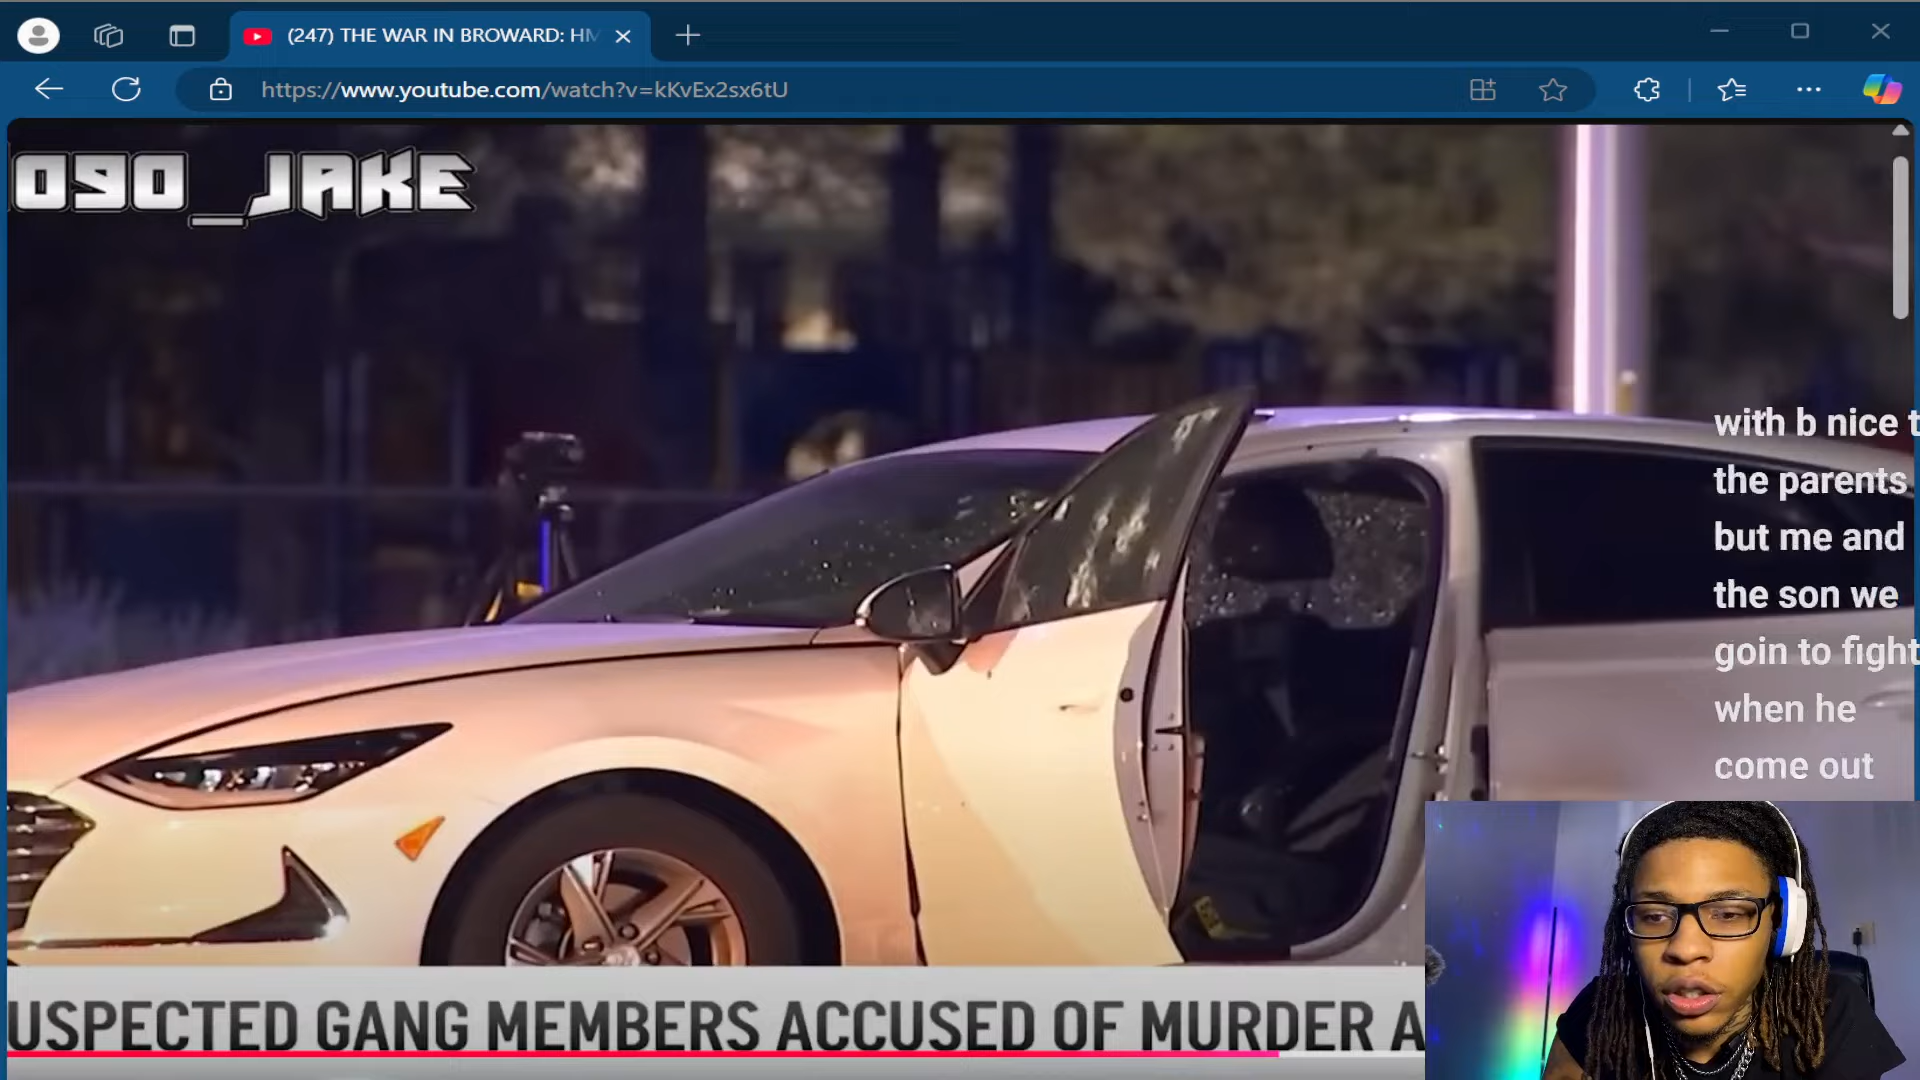 (247) THE WAR IN BROWARD: HM
https://www.youtube.com/watch?v=kKvEx2sx6tU
090_JAKE
with b nice t
the parents
but me and
the son we
goin to fight
when he
come out
USPECTED GANG MEMBERS ACCUSED OF MURDER A